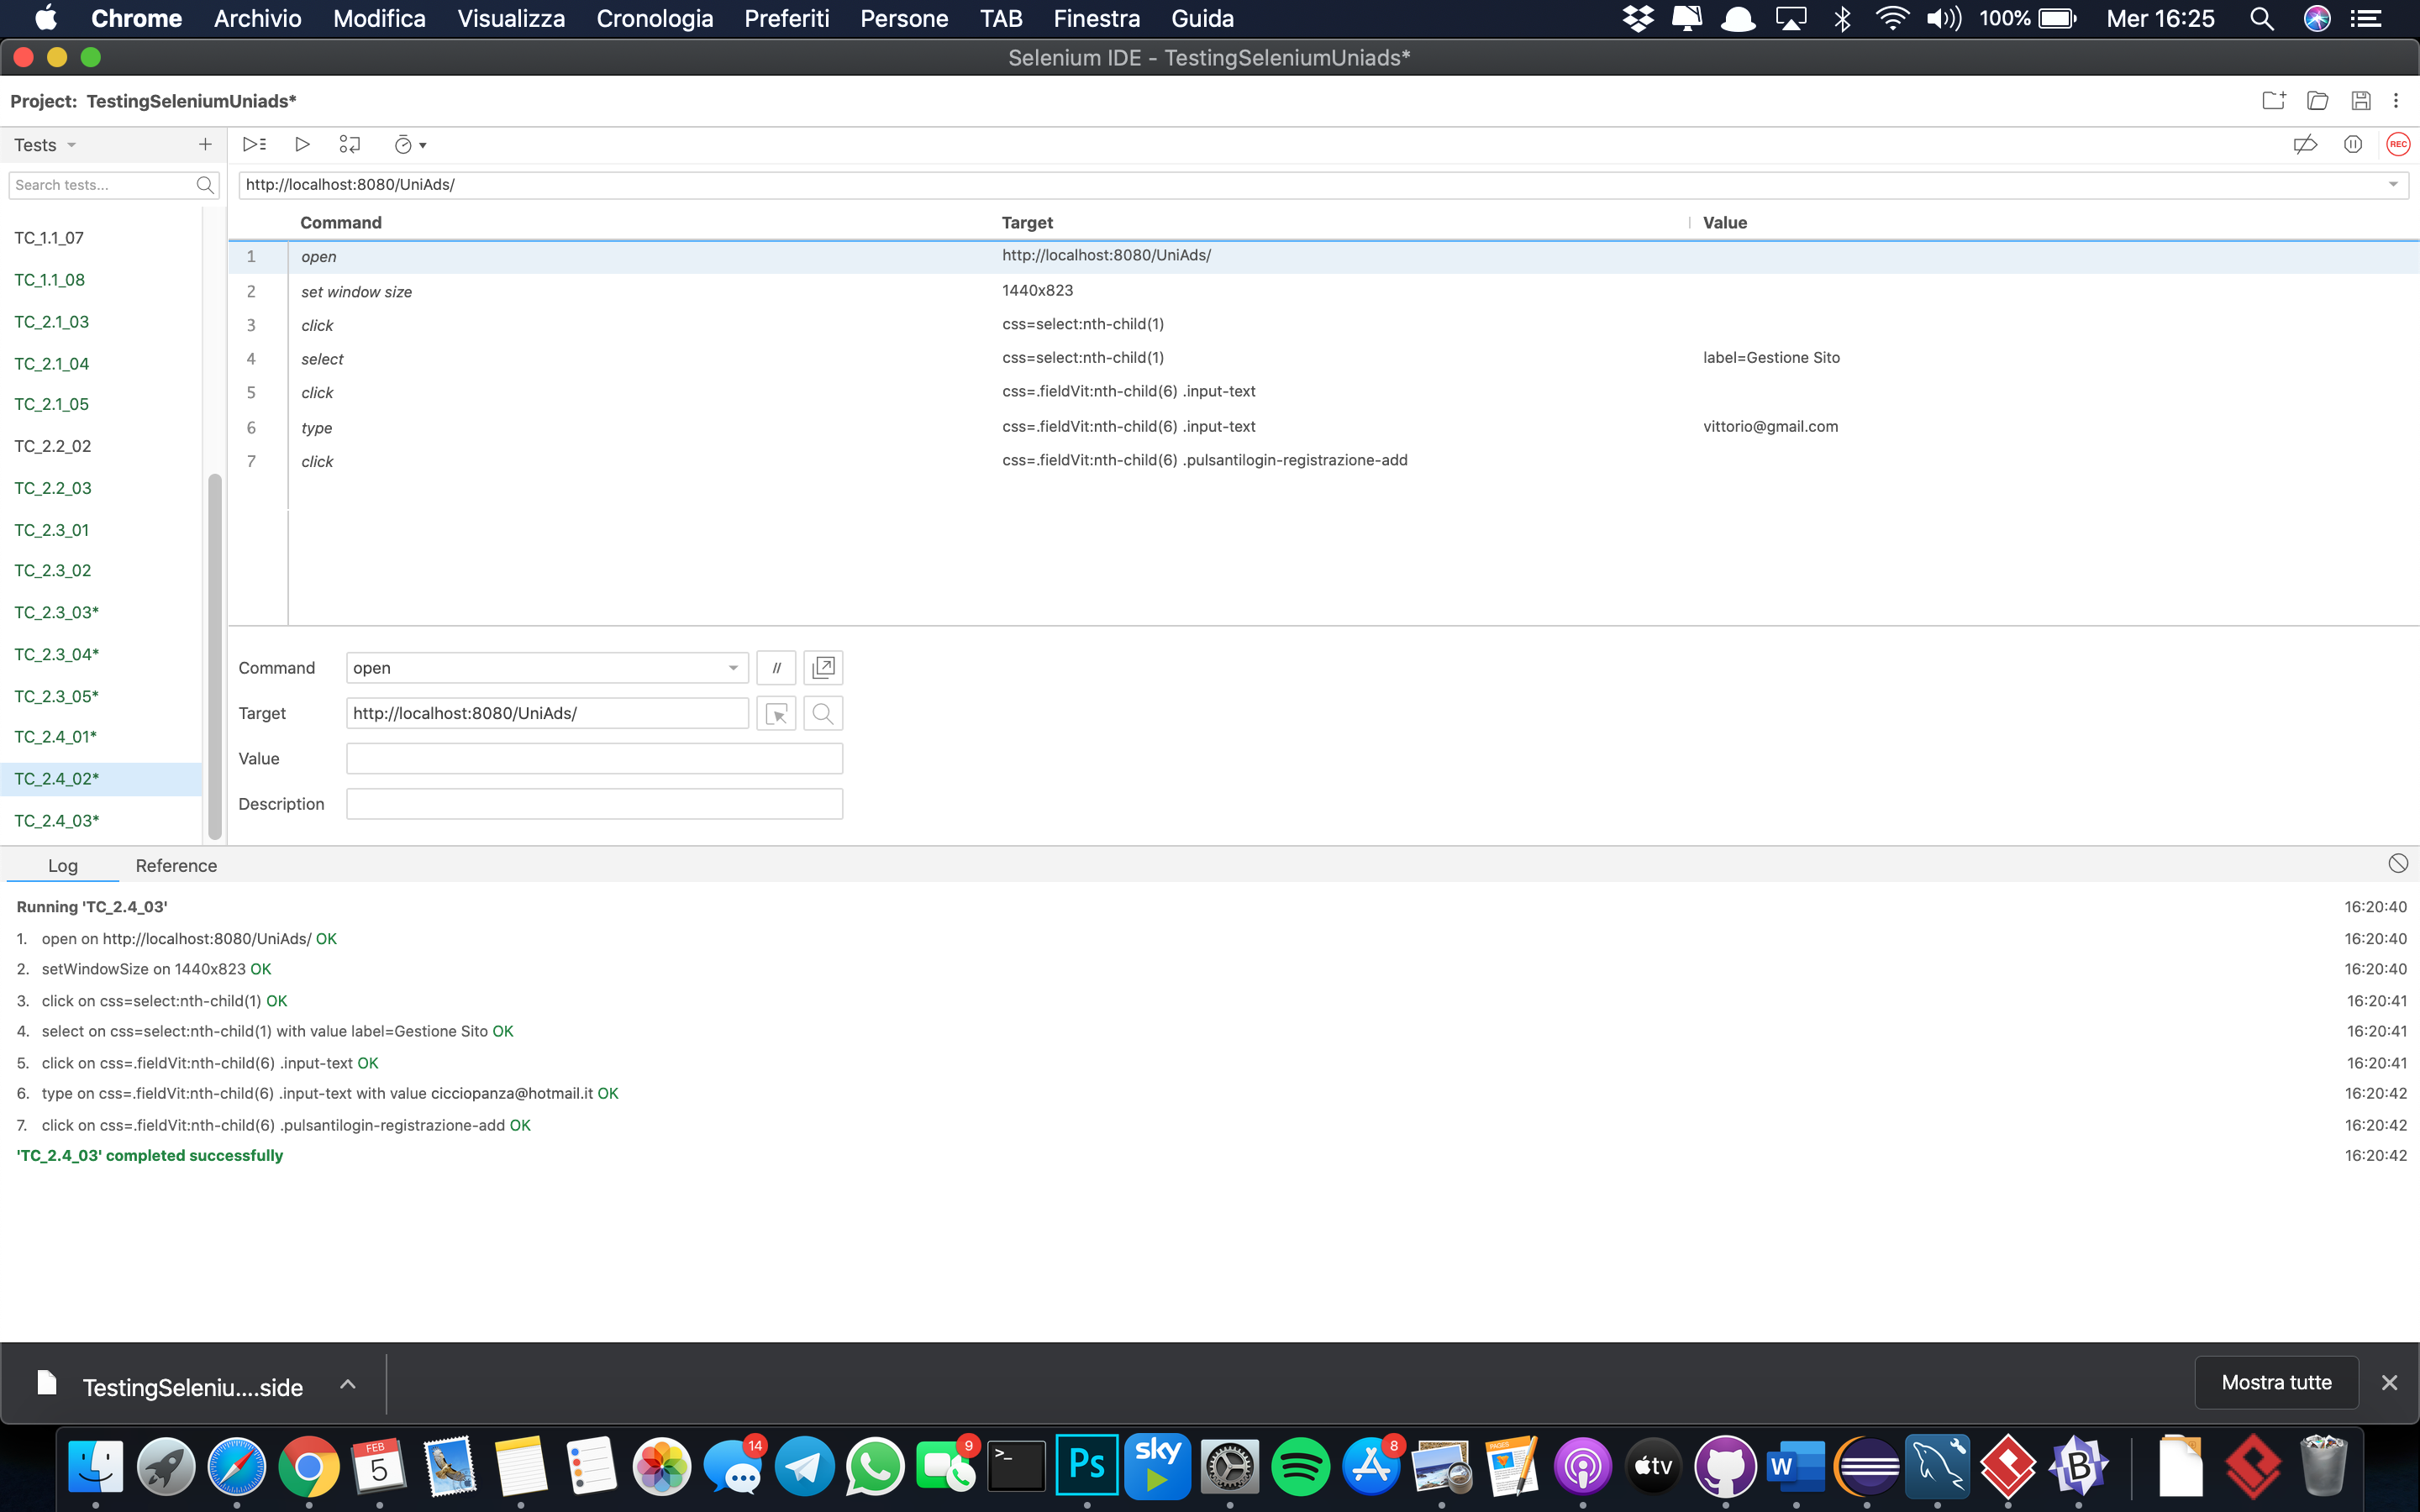 Chrome Archivio Modifica Visualizza Cronologia Preferiti Persone TAB Finestra Guida 100% Mer 16:25
Selenium IDE - TestingSeleniumUniads*
Project: TestingSeleniumUniads*
Tests
REC
Search tests...
http://localhost:8080/UniAds/
Command Target Value
1 open http://localhost:8080/UniAds/
2 set window size 1440x823
3 click css=select:nth-child(1)
4 select css=select:nth-child(1) label=Gestione Sito
5 click css=.fieldVit:nth-child(6) .input-text
6 type css=.fieldVit:nth-child(6) .input-text vittorio@gmail.com
7 click css=.fieldVit:nth-child(6) .pulsantilogin-registrazione-add
TC_1.1_07
TC_1.1_08
TC_2.1_03
TC_2.1_04
TC_2.1_05
TC_2.2_02
TC_2.2_03
TC_2.3_01
TC_2.3_02
TC_2.3_03*
TC_2.3_04*
TC_2.3_05*
TC_2.4_01*
TC_2.4_02*
TC_2.4_03*
Command open //
Target http://localhost:8080/UniAds/
Value
Description
Log Reference
Running 'TC_2.4_03' 16:20:40
1. open on http://localhost:8080/UniAds/ OK 16:20:40
2. setWindowSize on 1440x823 OK 16:20:40
3. click on css=select:nth-child(1) OK 16:20:41
4. select on css=select:nth-child(1) with value label=Gestione Sito OK 16:20:41
5. click on css=.fieldVit:nth-child(6) .input-text OK 16:20:41
6. type on css=.fieldVit:nth-child(6) .input-text with value cicciopanza@hotmail.it OK 16:20:42
7. click on css=.fieldVit:nth-child(6) .pulsantilogin-registrazione-add OK 16:20:42
'TC_2.4_03' completed successfully 16:20:42
TestingSeleniu....side Mostra tutte
FEB 5 14 9 >_ Ps sky 8 PAGES tv W B